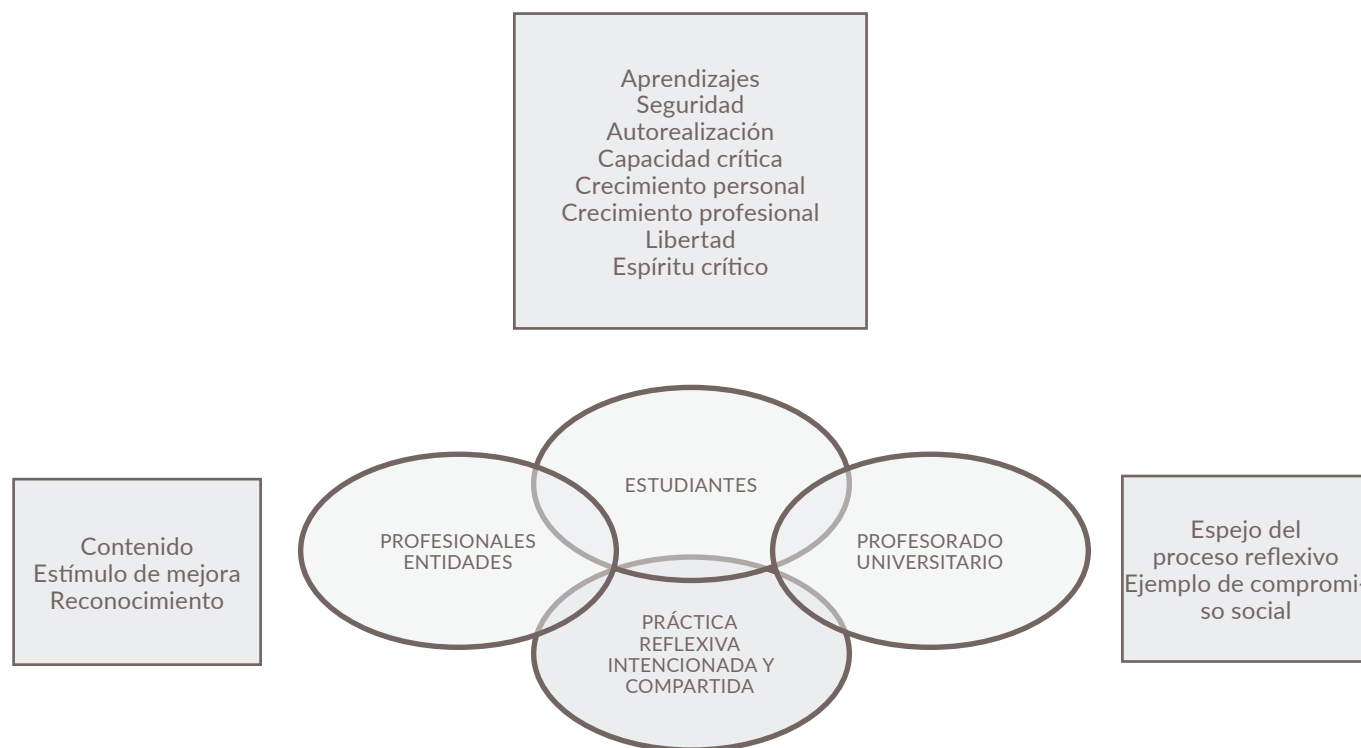 Aprendizajes
Seguridad
Autorealización
Capacidad crítica
Crecimiento personal
Crecimiento profesional
Libertad
Espíritu crítico
ESTUDIANTES
PROFESIONALES
ENTIDADES
PROFESORADO
UNIVERSITARIO
PRÁCTICA
REFLEXIVA
INTENCIONADA Y
COMPARTIDA
Contenido
Estímulo de mejora
Reconocimiento
Espejo del
proceso reflexivo
Ejemplo de compromi-
so social